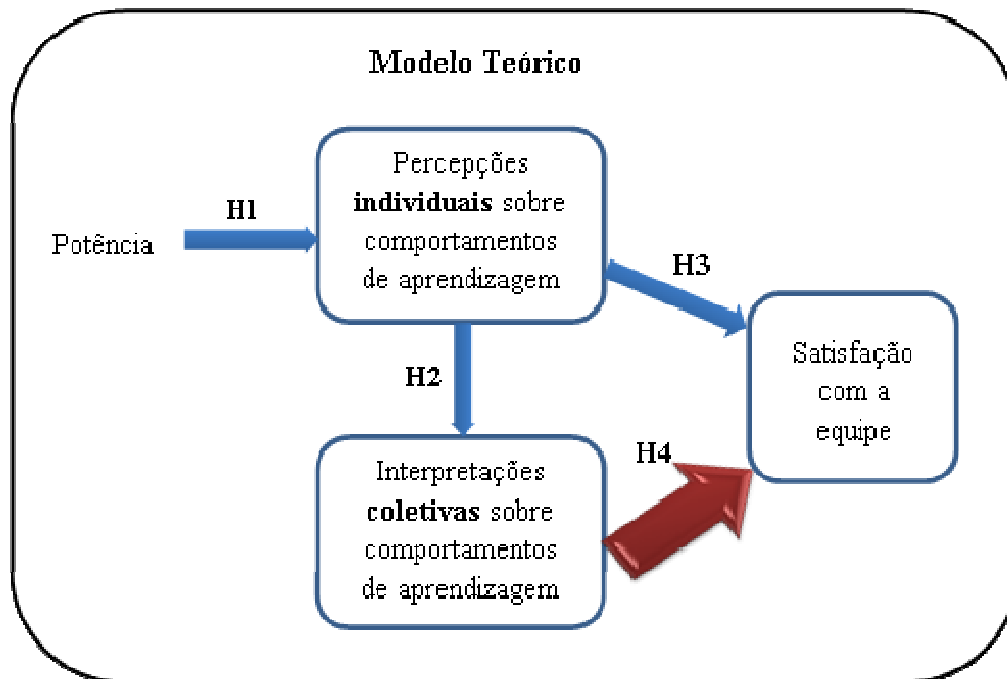 Modelo Teórico
Percepções
individuais sobre
comportamentos
de aprendizagem
H1
Potência
H3
H2
Satisfação
com a
equipe
H4
Interpretações
coletivas sobre
comportamentos
de aprendizagem